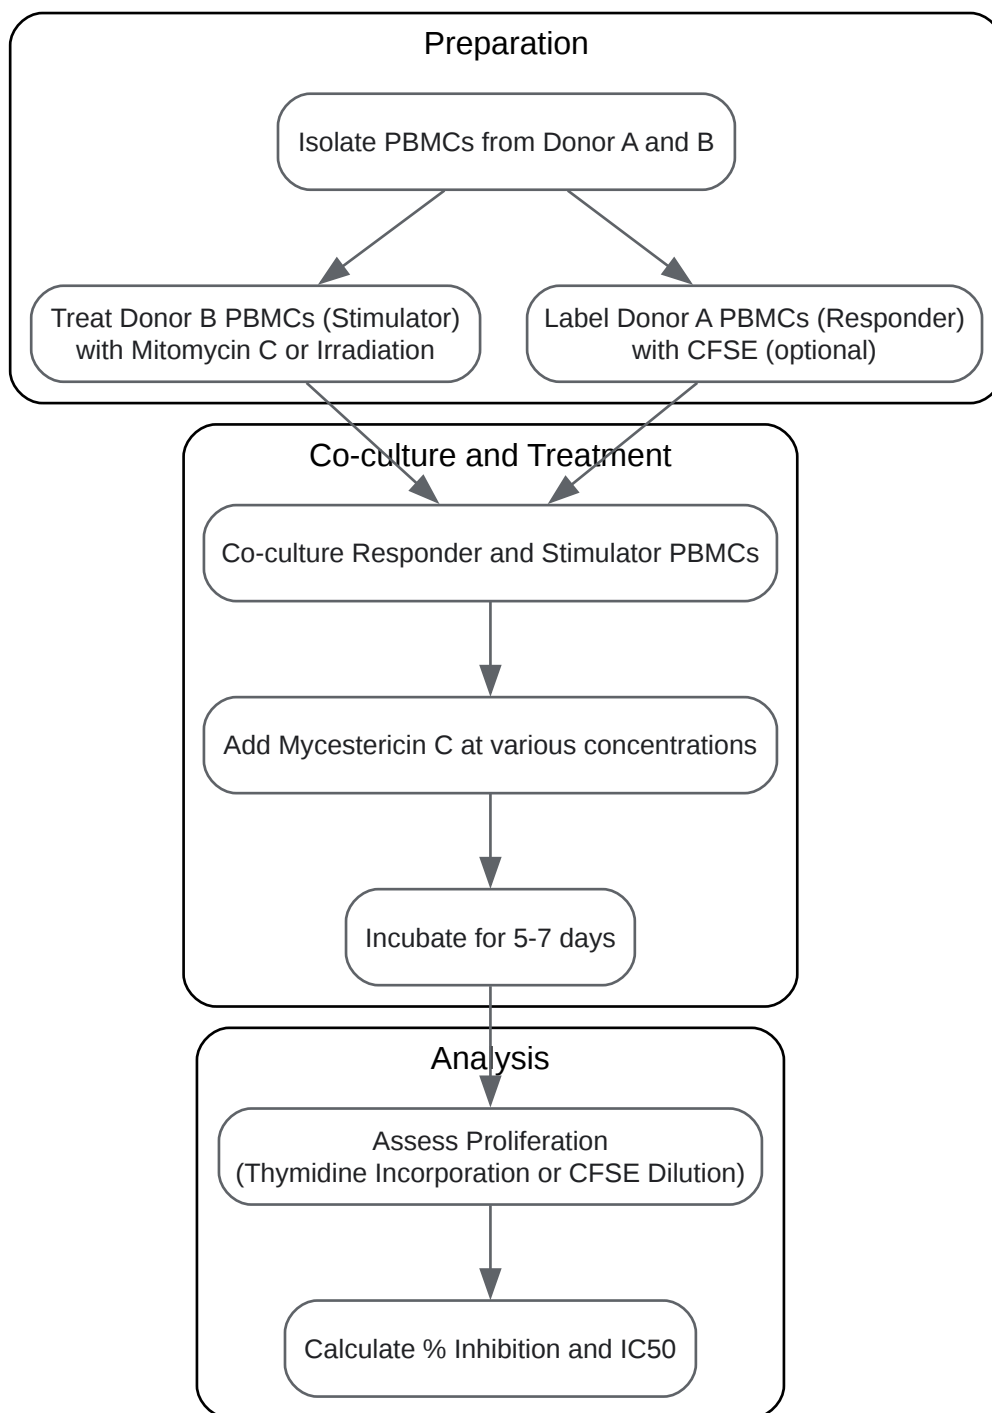 Preparation
Isolate PBMCs from Donor A and B
Treat Donor B PBMCs (Stimulator)
with Mitomycin C or Irradiation
Label Donor A PBMCs (Responder)
with CFSE (optional)
Co-culture and Treatment
Co-culture Responder and Stimulator PBMCs
Add Mycestericin C at various concentrations
Incubate for 5-7 days
Analysis
Assess Proliferation
(Thymidine Incorporation or CFSE Dilution)
Calculate % Inhibition and IC50